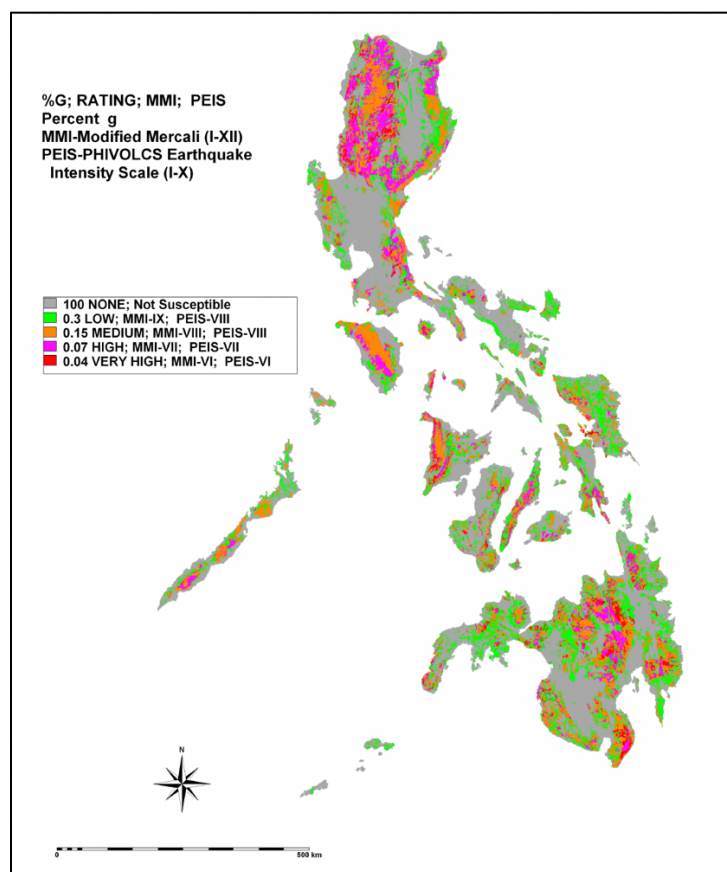 %G; RATING; MMI; PEIS
Percent g
MMI-Modified Mercali (I-XII)
PEIS-PHIVOLCS Earthquake
Intensity Scale (I-X)
100 NONE; Not Susceptible
0.3 LOW; MMI-IX; PEIS-VIII
0.15 MEDIUM; MMI-VIII; PEIS-VIII
0.07 HIGH; MMI-VII; PEIS-VII
0.04 VERY HIGH; MMI-VI; PEIS-VI
N
0 500 km